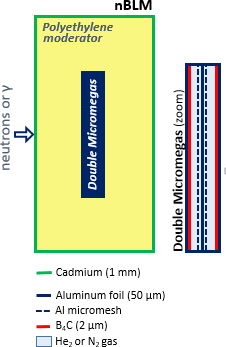 nBLM
Polyethylene
moderator
Double Micromegas
neutrons or γ
Double Micromegas (zoom)
Cadmium (1 mm)
Aluminum foil (50 µm)
Al micromesh
B₄C (2 µm)
He₂ or N₂ gas